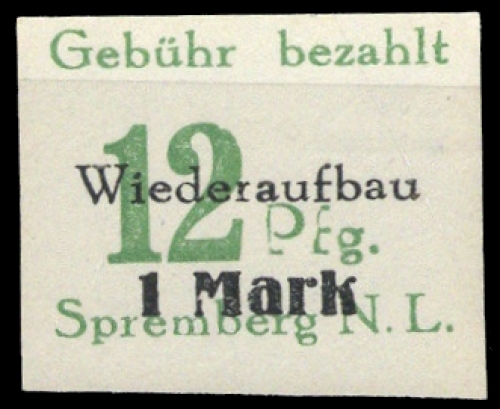 Gebühr bezahlt
Wiederaufbau
12 Pfg.
1 Mark
Spremberg N. L.